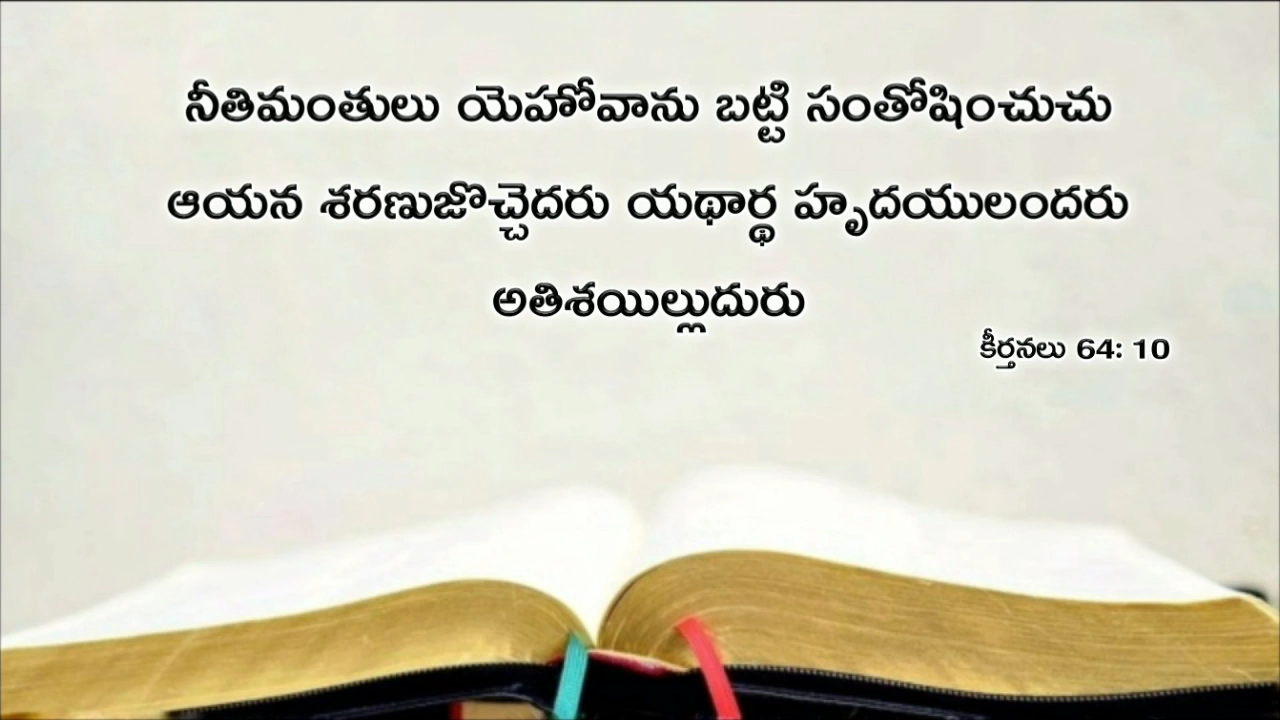 నీతిమంతులు యెహోవాను బట్టి సంతోషించుచు
ఆయన శరణుజొచ్చెదరు యథార్థ హృదయులందరు
అతిశయిల్లుదురు
కీర్తనలు 64: 10